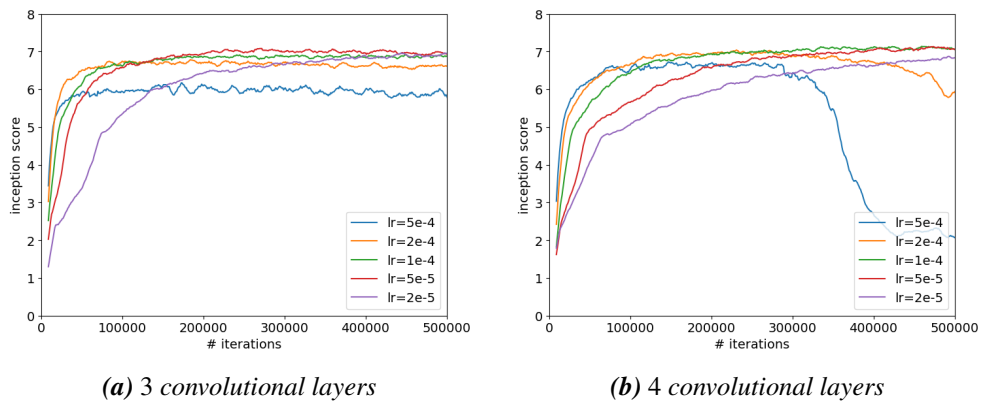 8
7
6
5
4
3
2
1
0
inception score
lr=5e-4
lr=2e-4
lr=1e-4
lr=5e-5
lr=2e-5
0 100000 200000 300000 400000 500000
# iterations
(a) 3 convolutional layers
8
7
6
5
4
3
2
1
0
inception score
lr=5e-4
lr=2e-4
lr=1e-4
lr=5e-5
lr=2e-5
0 100000 200000 300000 400000 500000
# iterations
(b) 4 convolutional layers